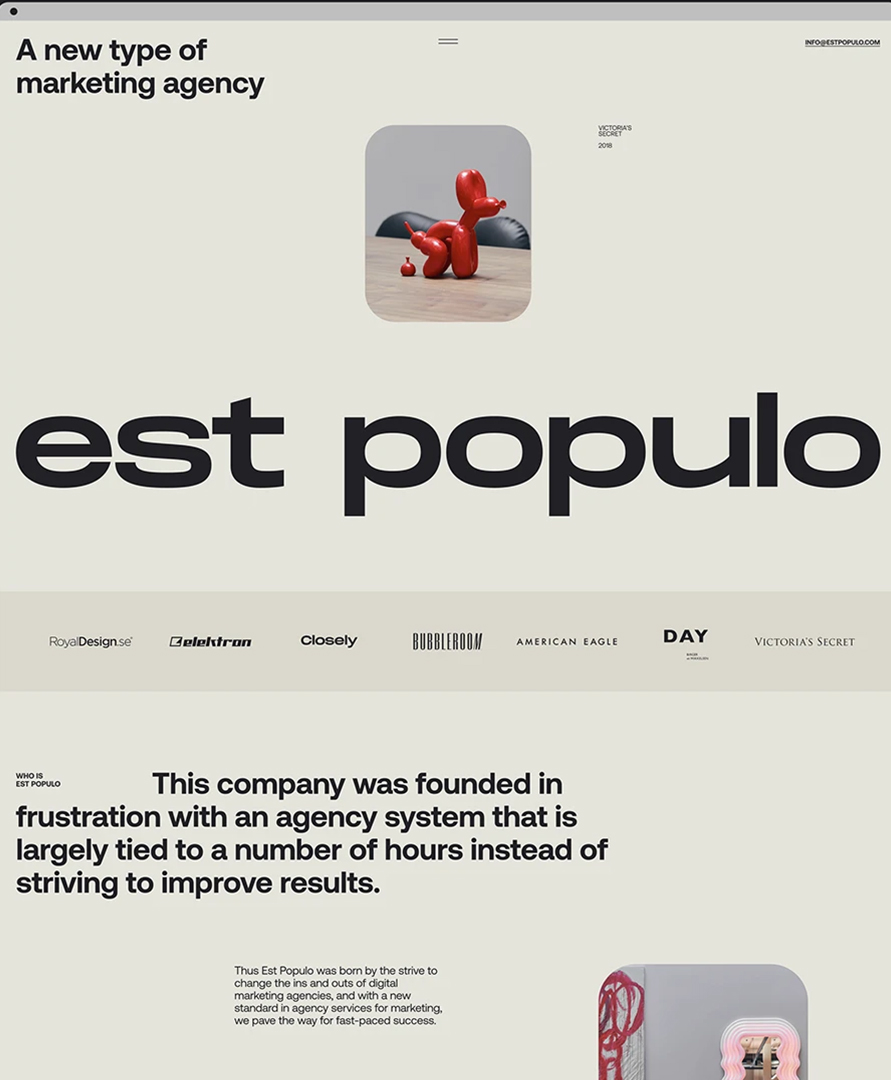 A new type of
marketing agency
INFO@ESTPOPULO.COM
VICTORIA'S
SECRET
2018
est populo
RoyalDesign.se
elektron
Closely
BUBBLEROOM
AMERICAN EAGLE
DAY
BIRGER
et MIKKELSEN
VICTORIA'S SECRET
WHO IS
EST POPULO
This company was founded in
frustration with an agency system that is
largely tied to a number of hours instead of
striving to improve results.
Thus Est Populo was born by the strive to
change the ins and outs of digital
marketing agencies, and with a new
standard in agency services for marketing,
we pave the way for fast-paced success.